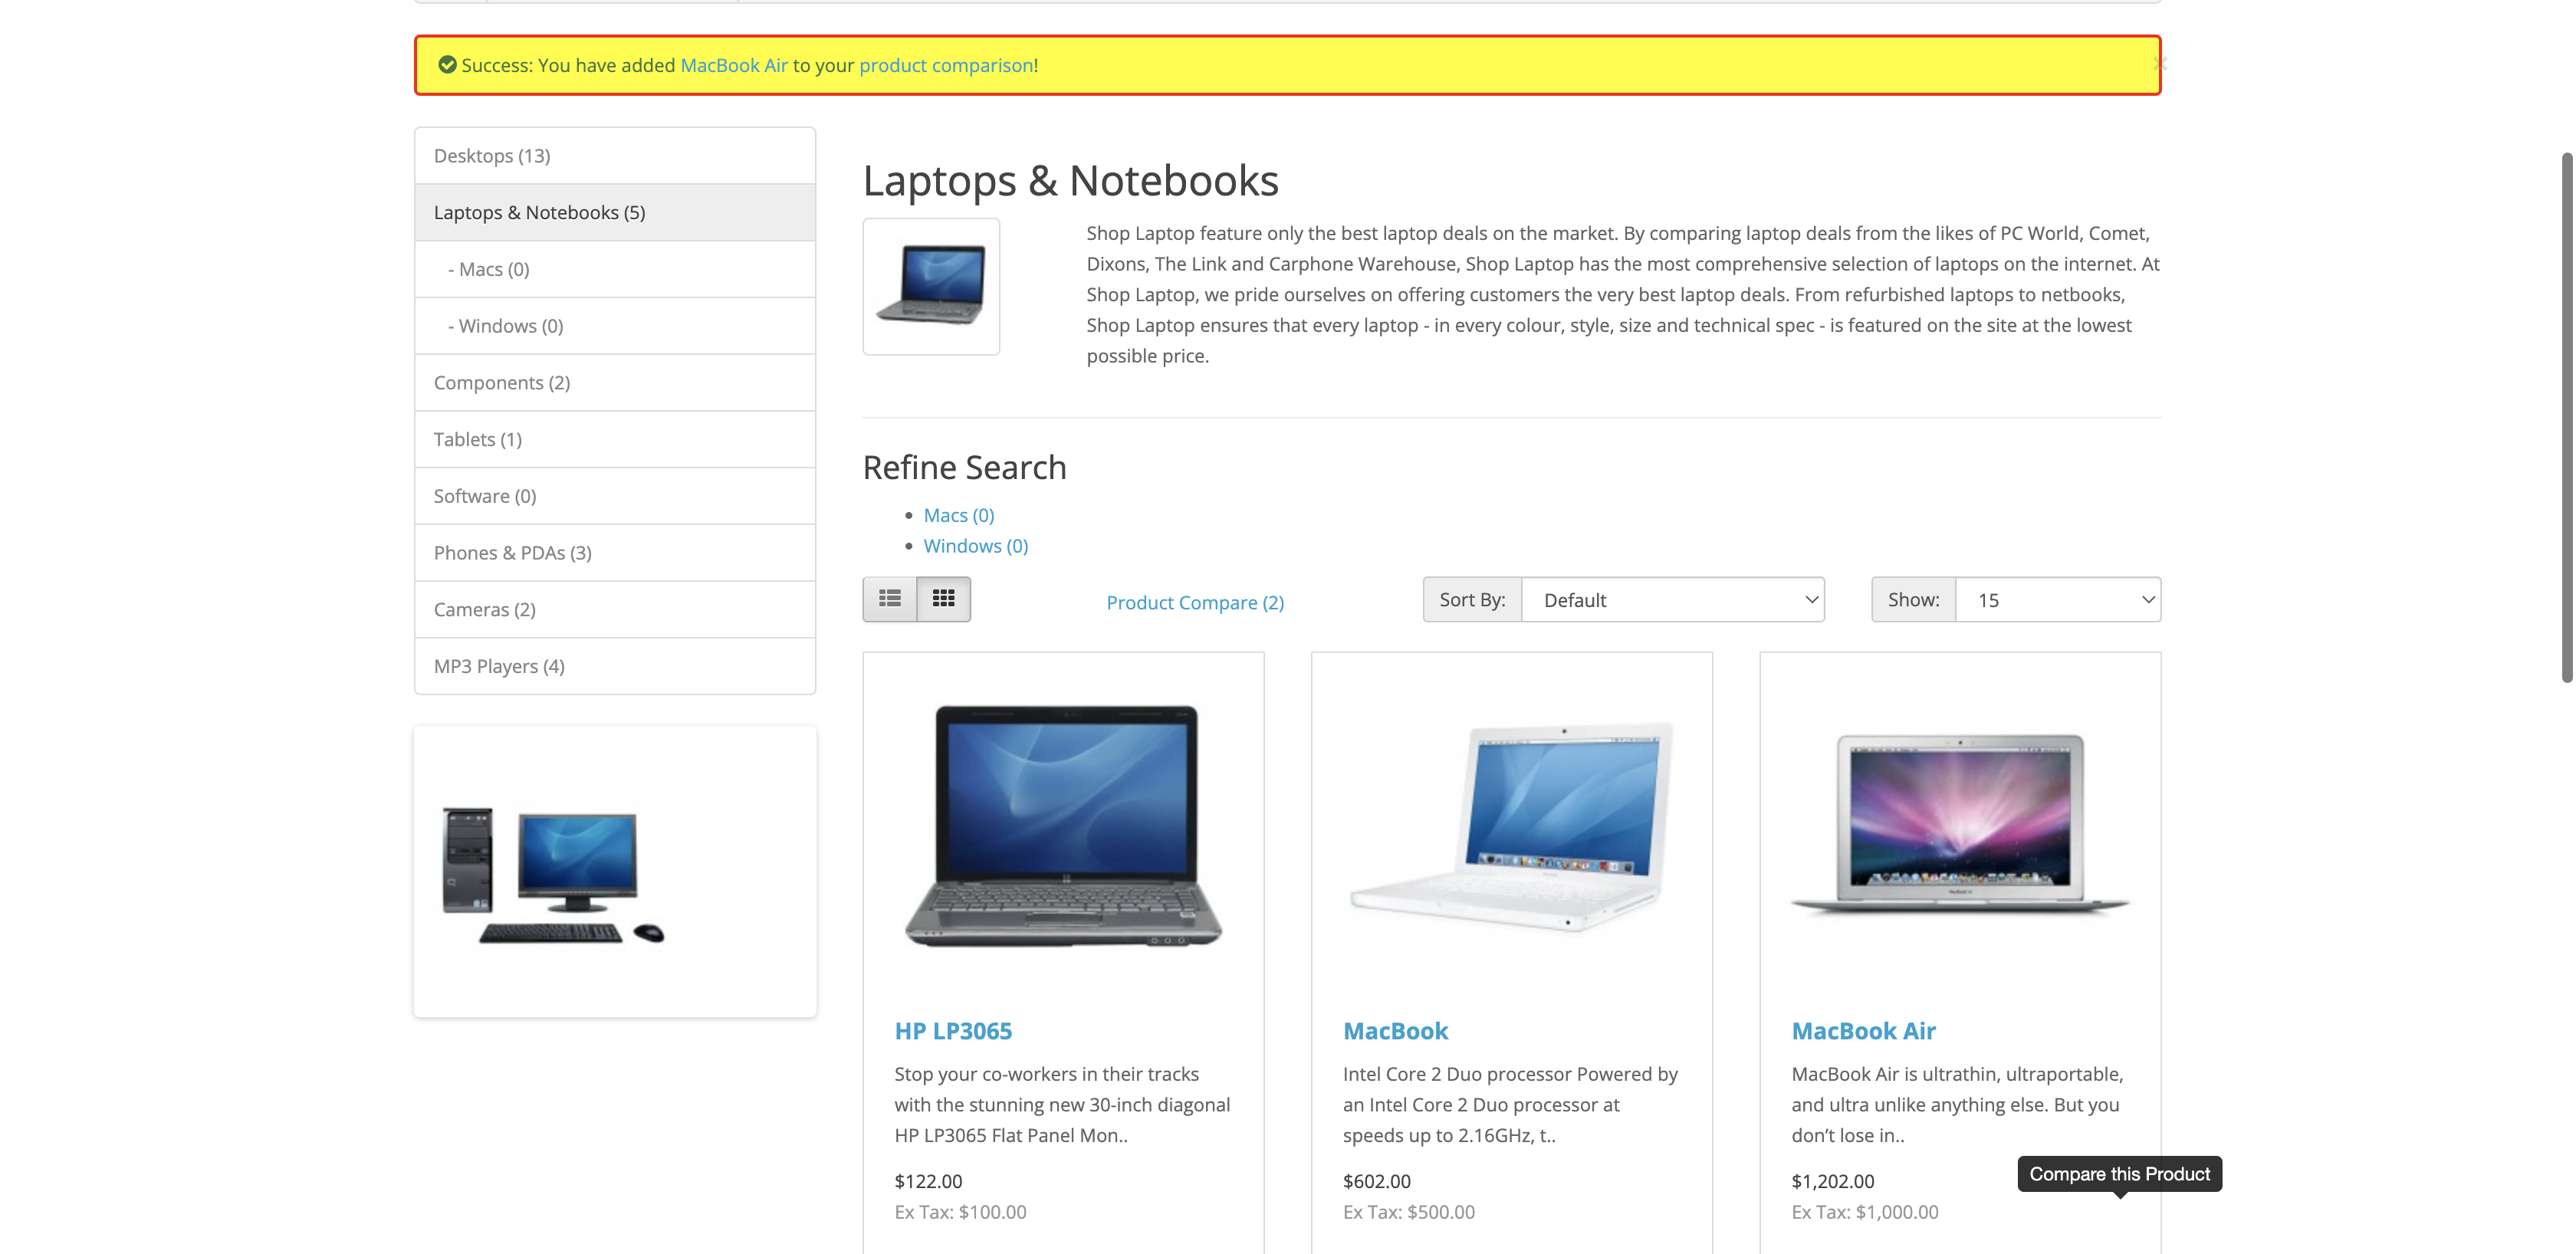 Success: You have added MacBook Air to your product comparison!
Desktops (13)
Laptops & Notebooks (5)
- Macs (0)
- Windows (0)
Components (2)
Tablets (1)
Software (0)
Phones & PDAs (3)
Cameras (2)
MP3 Players (4)
Laptops & Notebooks
Shop Laptop feature only the best laptop deals on the market. By comparing laptop deals from the likes of PC World, Comet,
Dixons, The Link and Carphone Warehouse, Shop Laptop has the most comprehensive selection of laptops on the internet. At
Shop Laptop, we pride ourselves on offering customers the very best laptop deals. From refurbished laptops to netbooks,
Shop Laptop ensures that every laptop - in every colour, style, size and technical spec - is featured on the site at the lowest
possible price.
Refine Search
Macs (0)
Windows (0)
Product Compare (2)
Sort By: Default
Show: 15
HP LP3065
Stop your co-workers in their tracks
with the stunning new 30-inch diagonal
HP LP3065 Flat Panel Mon..
$122.00
Ex Tax: $100.00
MacBook
Intel Core 2 Duo processor Powered by
an Intel Core 2 Duo processor at
speeds up to 2.16GHz, t..
$602.00
Ex Tax: $500.00
MacBook Air
MacBook Air is ultrathin, ultraportable,
and ultra unlike anything else. But you
don’t lose in..
$1,202.00
Ex Tax: $1,000.00
Compare this Product